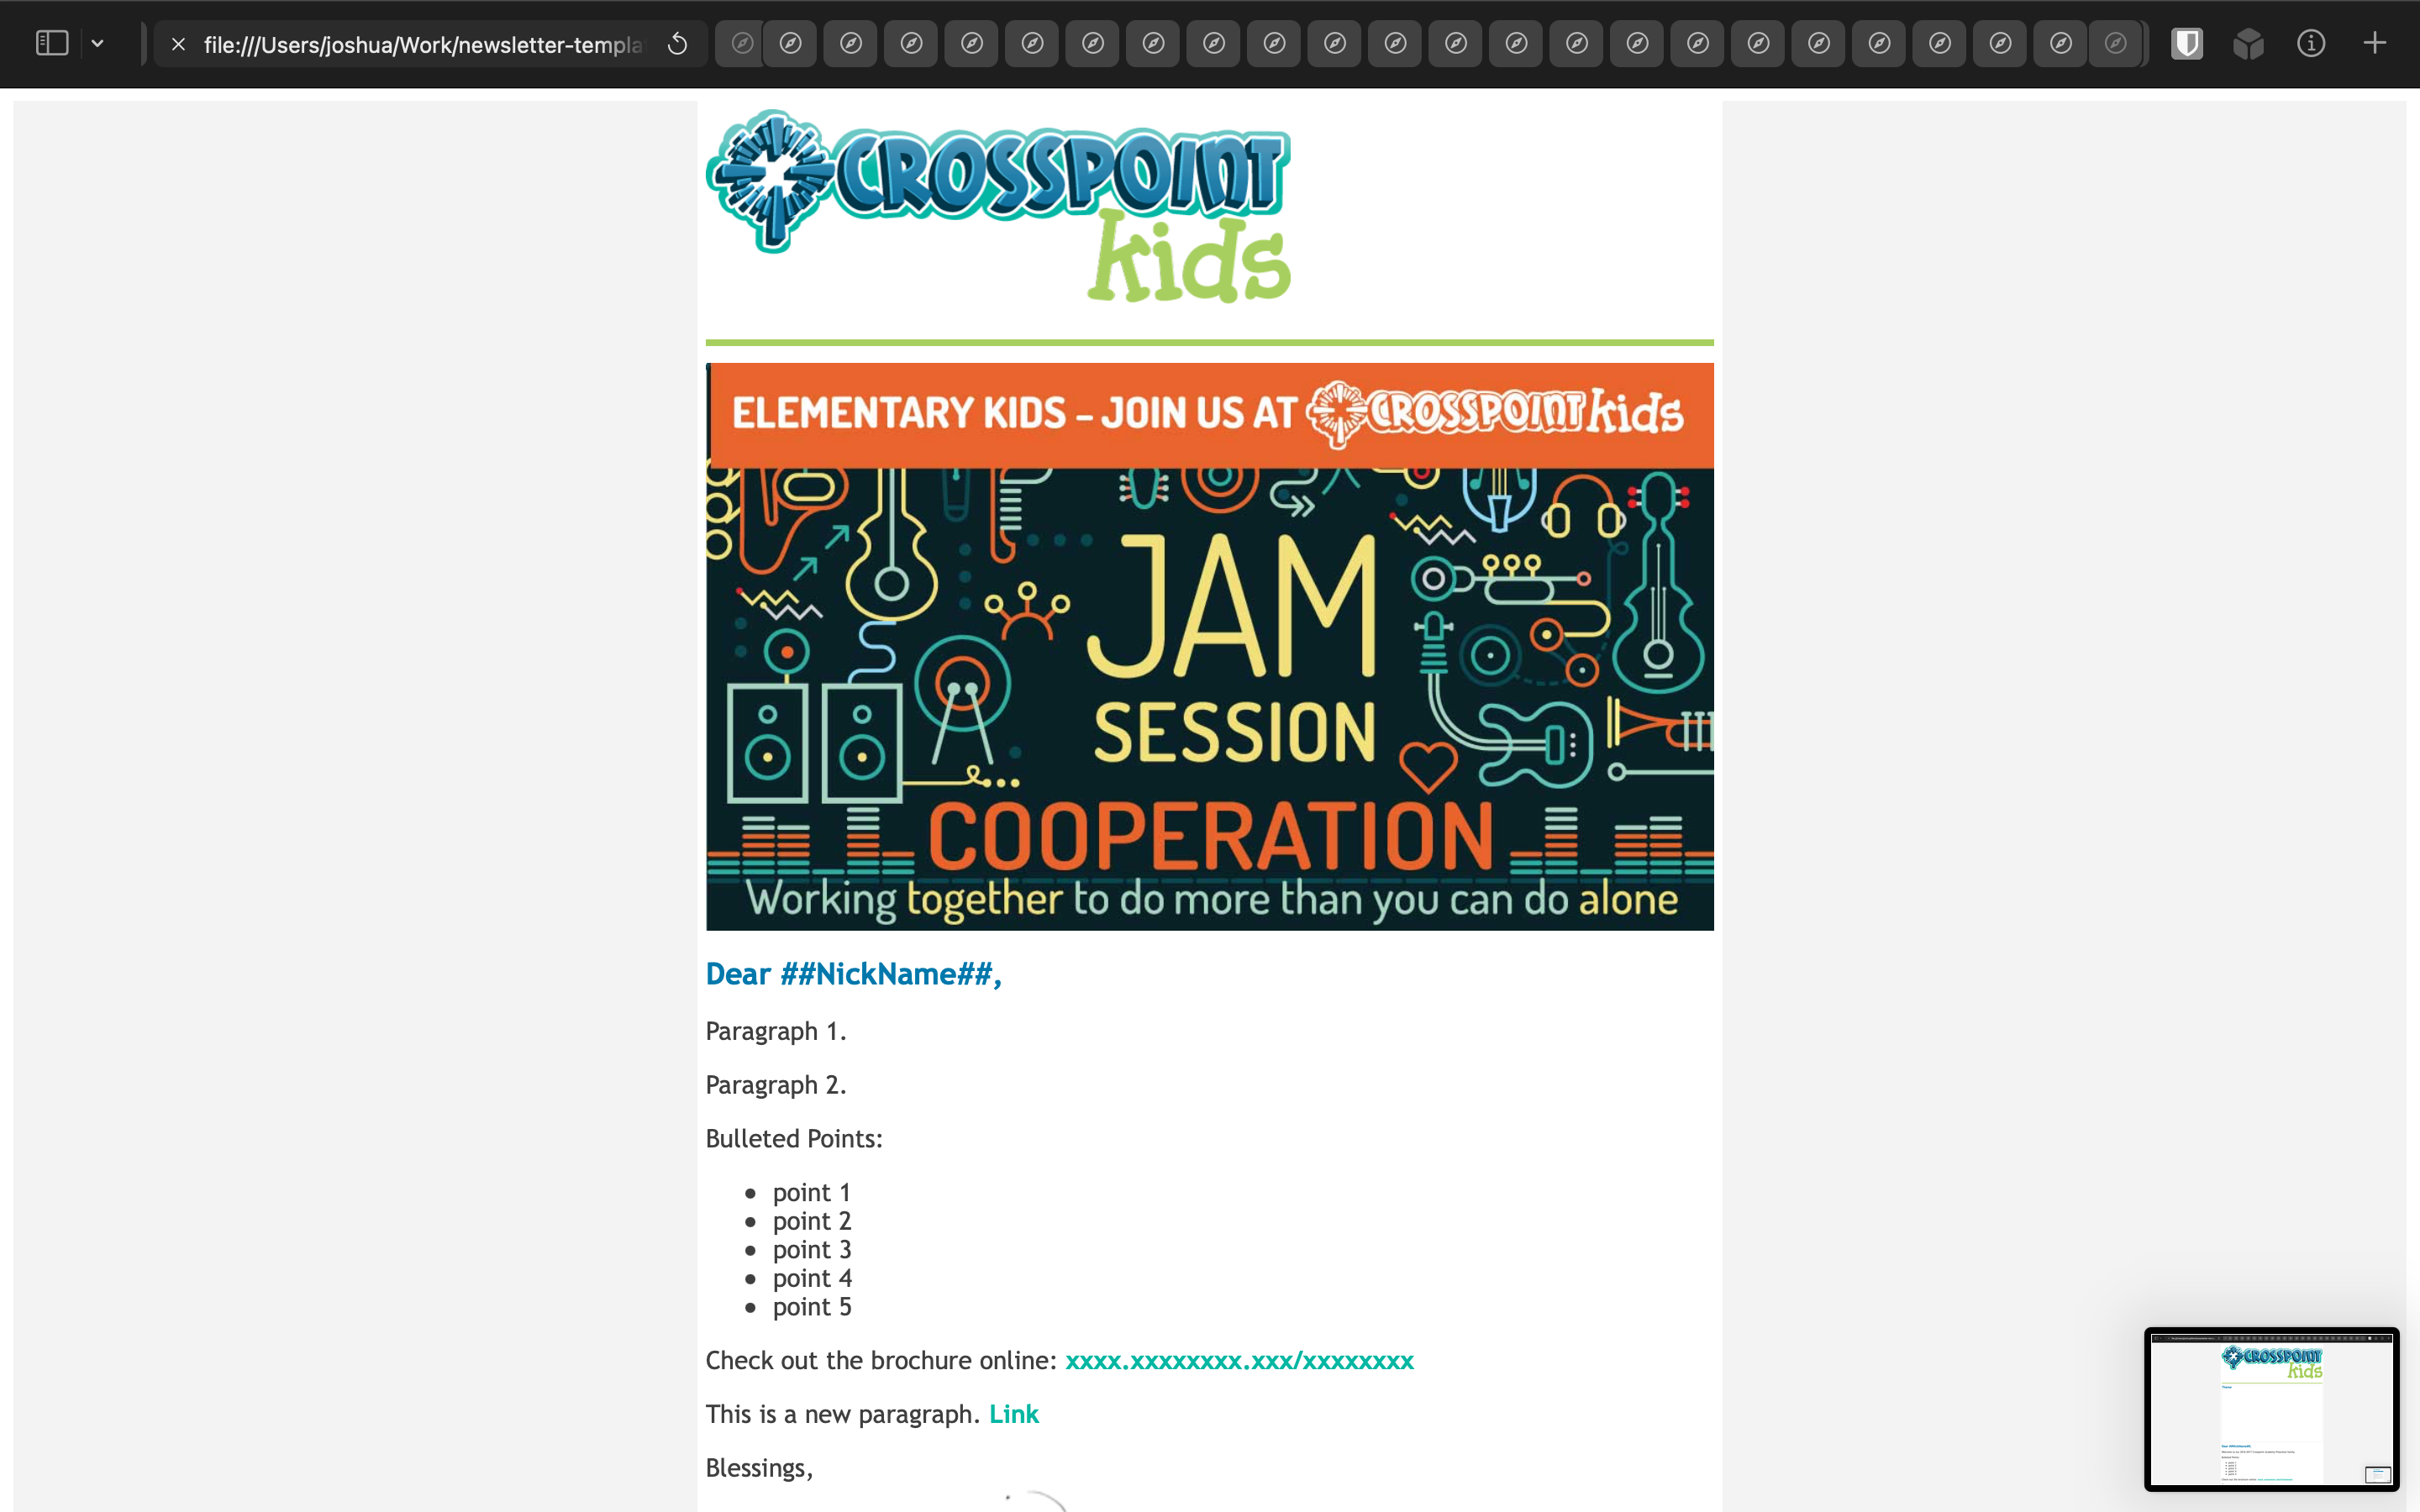 file:///Users/joshua/Work/newsletter-templa
CROSSPOINT
kids
ELEMENTARY KIDS – JOIN US AT CROSSPOINT kids
JAM
SESSION
COOPERATION
Working together to do more than you can do alone
Dear ##NickName##,
Paragraph 1.
Paragraph 2.
Bulleted Points:
• point 1
• point 2
• point 3
• point 4
• point 5
Check out the brochure online: xxxx.xxxxxxxx.xxx/xxxxxxxx
This is a new paragraph. Link
Blessings,
CROSSPOINT
kids